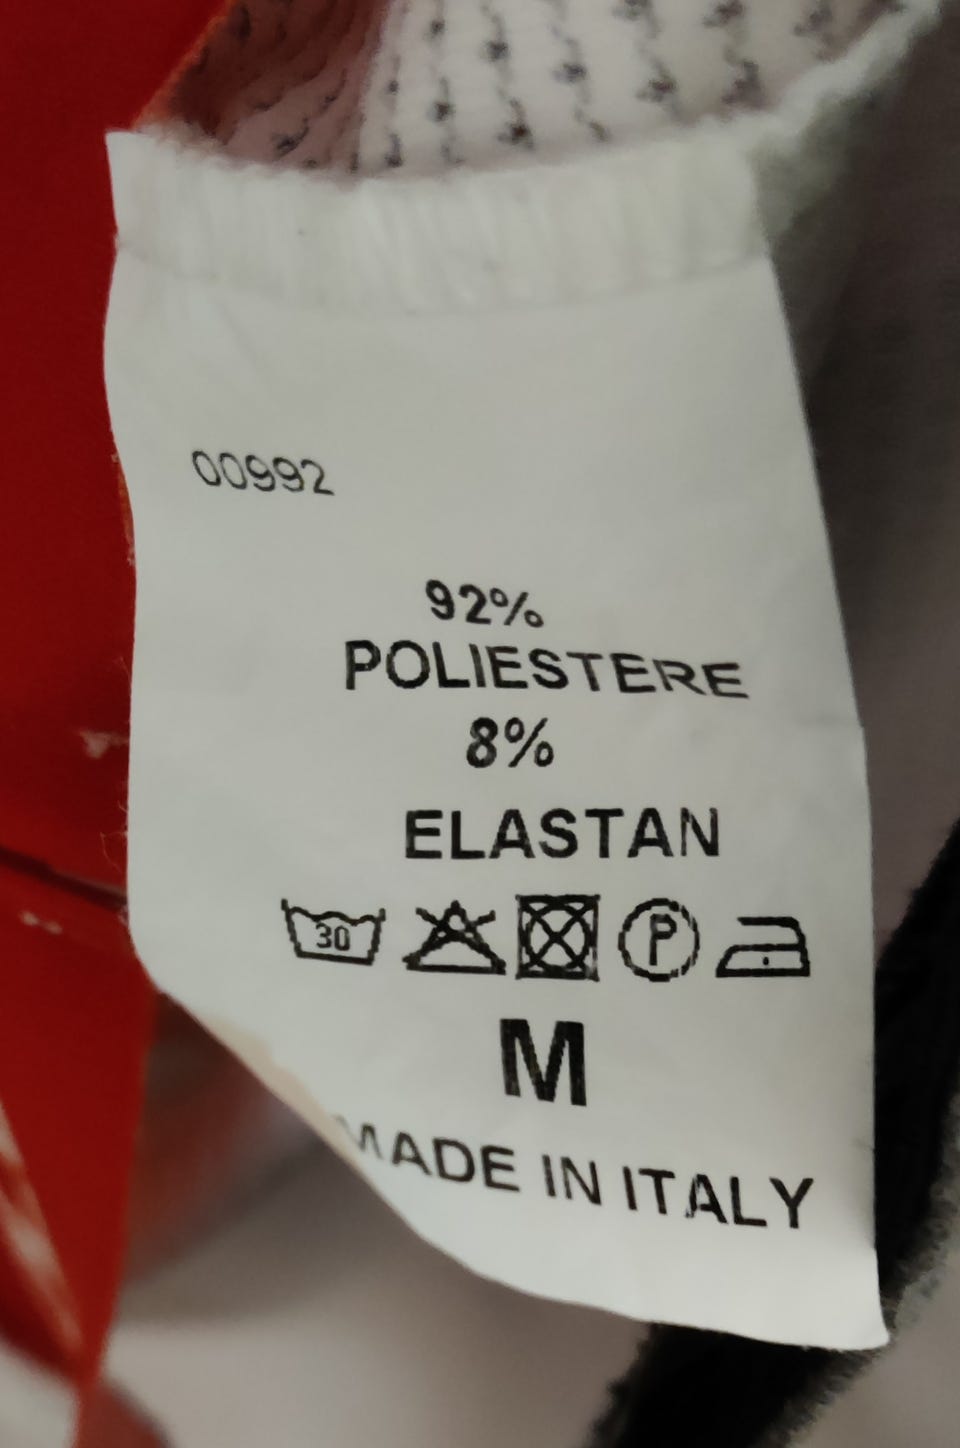 00992
92%
POLIESTERE
8%
ELASTAN
30 P
M
MADE IN ITALY